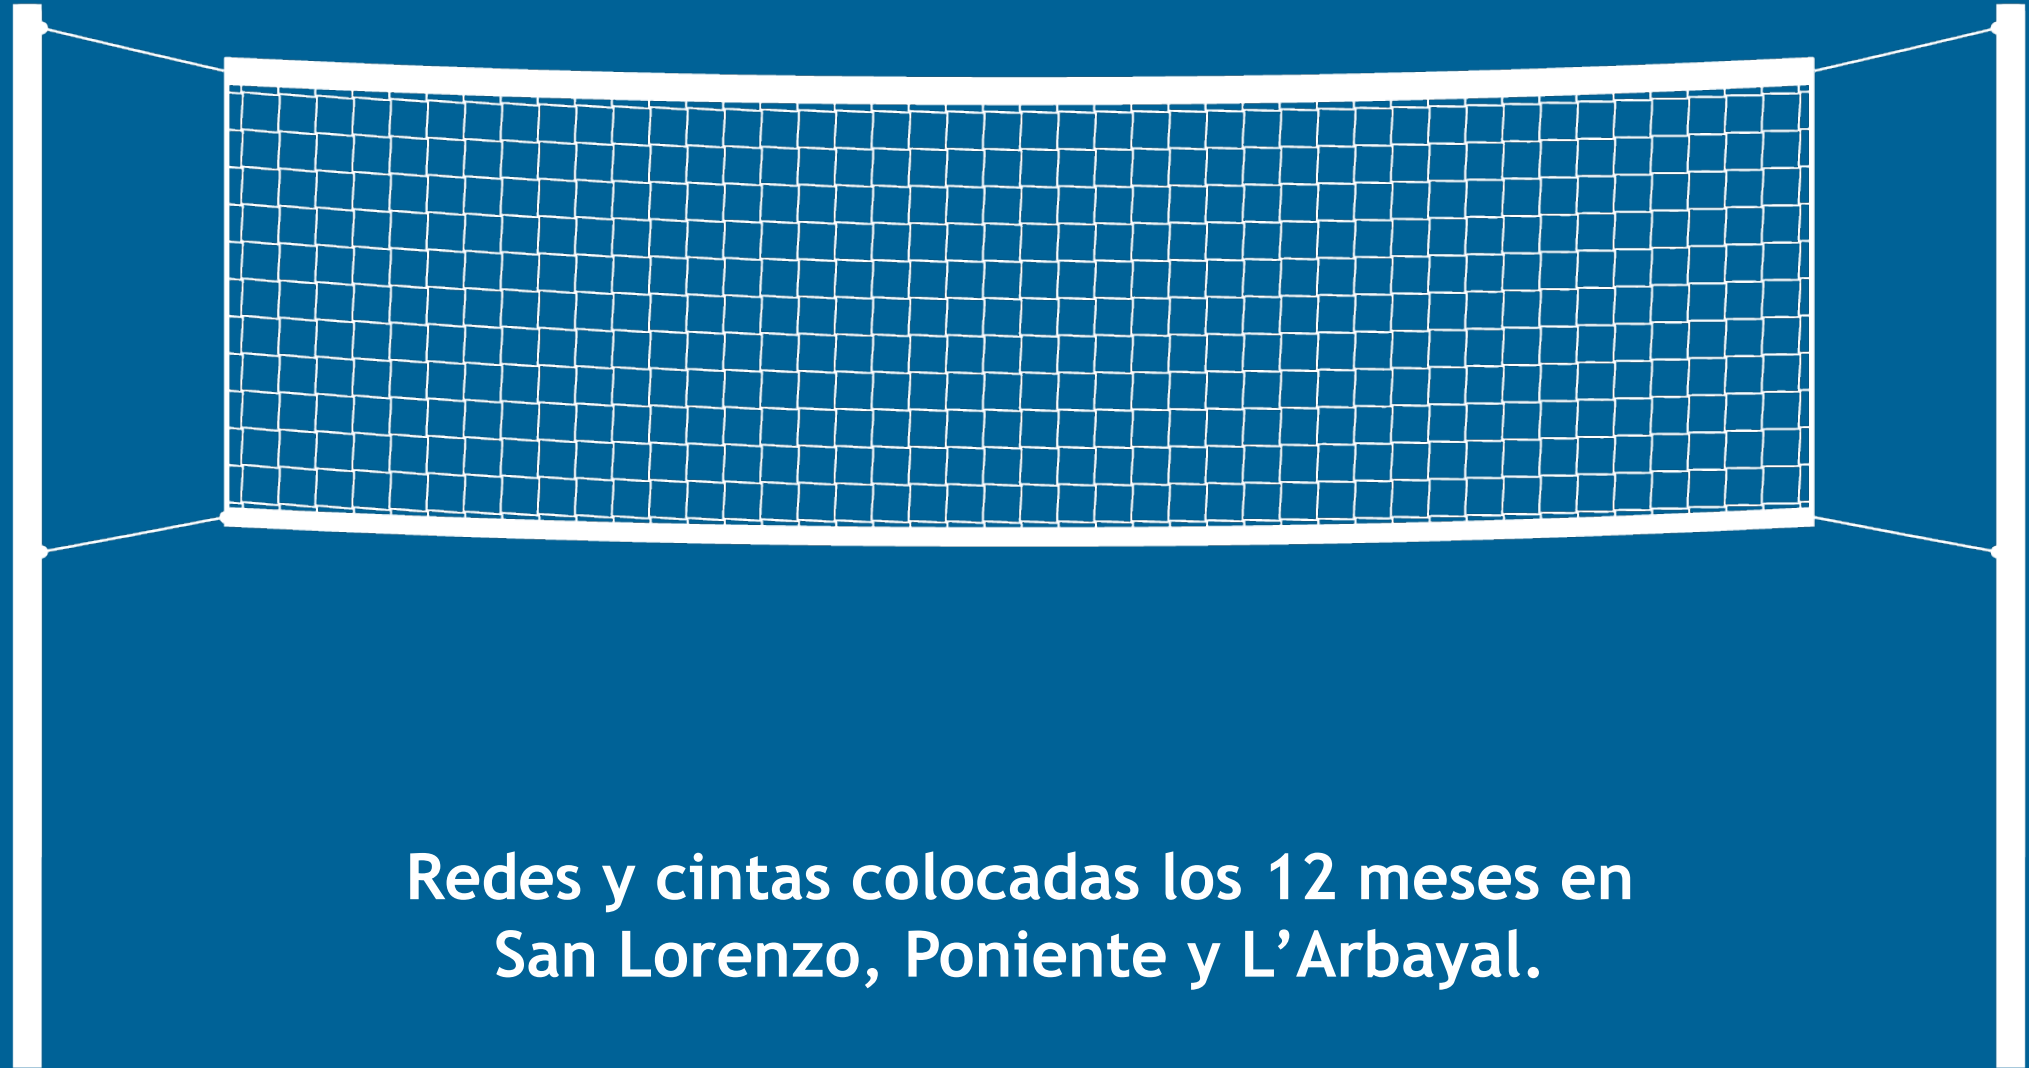 Redes y cintas colocadas los 12 meses en
San Lorenzo, Poniente y L’Arbayal.